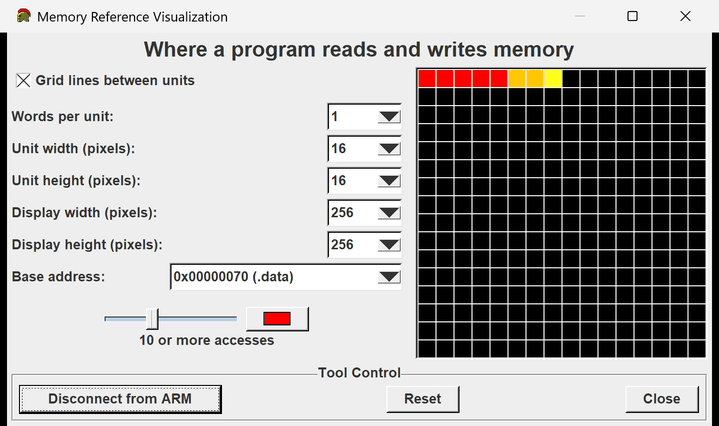 Memory Reference Visualization
Where a program reads and writes memory
Grid lines between units
Words per unit: 1
Unit width (pixels): 16
Unit height (pixels): 16
Display width (pixels): 256
Display height (pixels): 256
Base address: 0x00000070 (.data)
10 or more accesses
Tool Control
Disconnect from ARM Reset Close